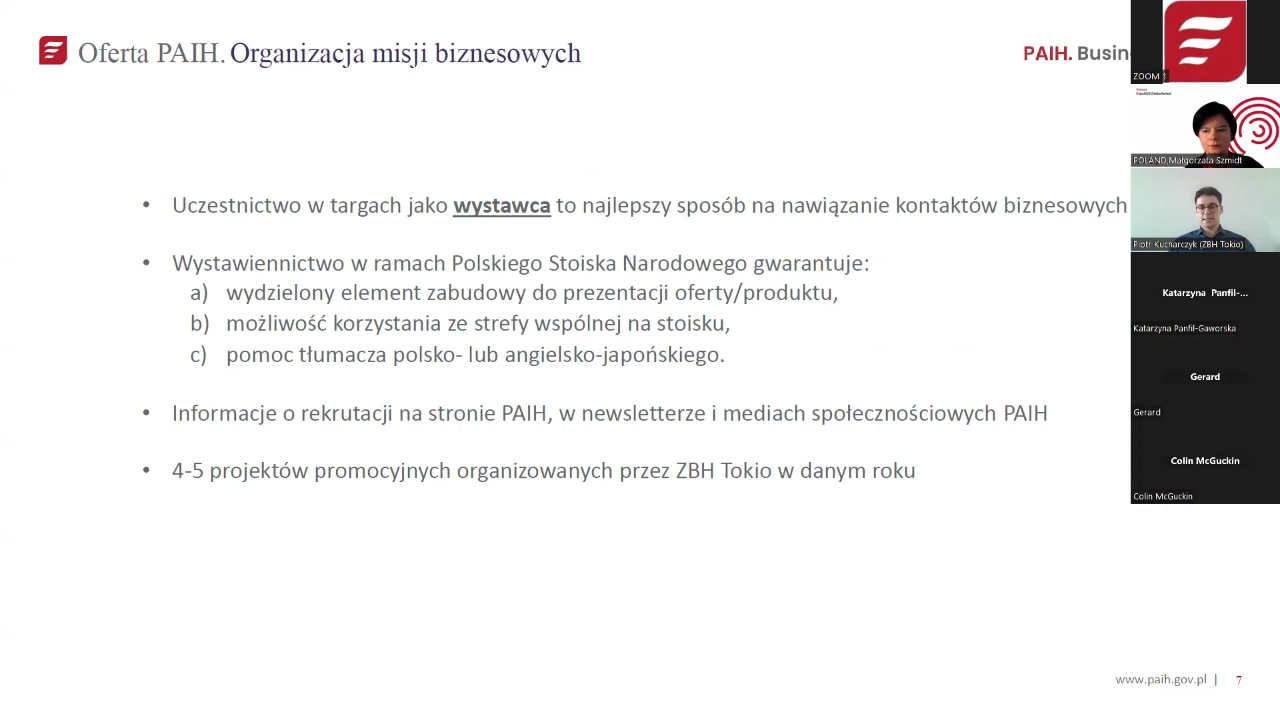 Oferta PAIH. Organizacja misji biznesowych
PAIH. Busin
• Uczestnictwo w targach jako wystawca to najlepszy sposób na nawiązanie kontaktów biznesowych
• Wystawiennictwo w ramach Polskiego Stoiska Narodowego gwarantuje:
a) wydzielony element zabudowy do prezentacji oferty/produktu,
b) możliwość korzystania ze strefy wspólnej na stoisku,
c) pomoc tłumacza polsko- lub angielsko-japońskiego.
• Informacje o rekrutacji na stronie PAIH, w newsletterze i mediach społecznościowych PAIH
• 4-5 projektów promocyjnych organizowanych przez ZBH Tokio w danym roku
www.paih.gov.pl | 7
ZOOM 1
POLAND Małgorzata Szmidt
Piotr Kucharczyk (ZBH Tokio)
Katarzyna Panfil-...
Katarzyna Panfil-Gaworska
Gerard
Gerard
Colin McGuckin
Colin McGuckin